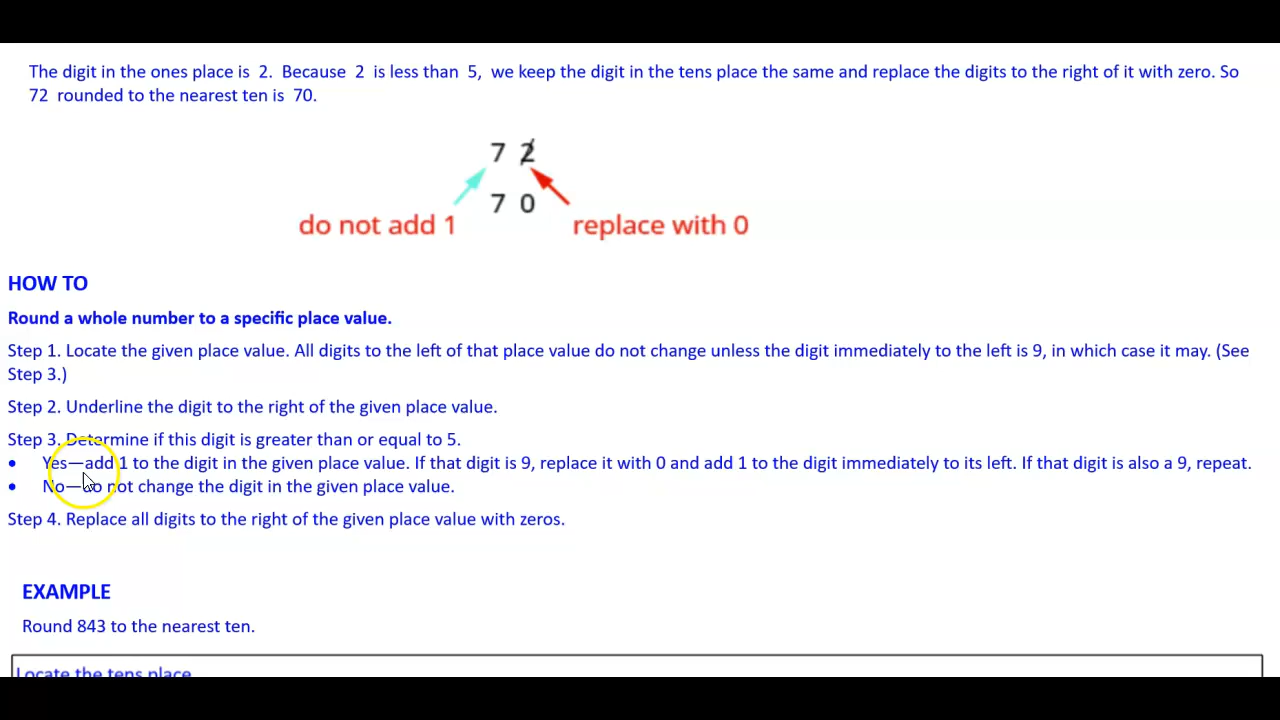 The digit in the ones place is 2. Because 2 is less than 5, we keep the digit in the tens place the same and replace the digits to the right of it with zero. So
72 rounded to the nearest ten is 70.
7 2
7 0
do not add 1
replace with 0
HOW TO
Round a whole number to a specific place value.
Step 1. Locate the given place value. All digits to the left of that place value do not change unless the digit immediately to the left is 9, in which case it may. (See
Step 3.)
Step 2. Underline the digit to the right of the given place value.
Step 3. Determine if this digit is greater than or equal to 5.
• Yes—add 1 to the digit in the given place value. If that digit is 9, replace it with 0 and add 1 to the digit immediately to its left. If that digit is also a 9, repeat.
• No—do not change the digit in the given place value.
Step 4. Replace all digits to the right of the given place value with zeros.
EXAMPLE
Round 843 to the nearest ten.
Locate the tens place